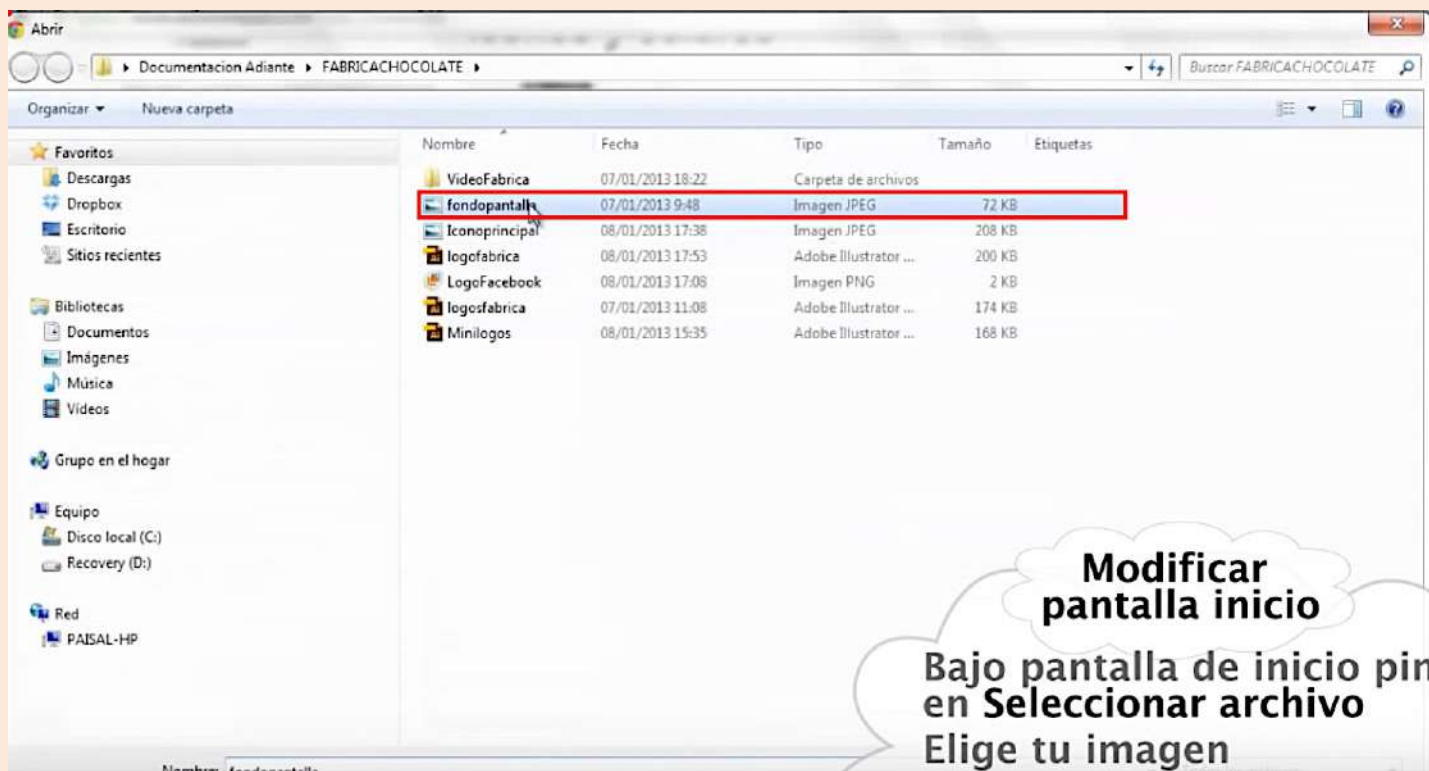 Abrir
Documentacion Adiante ▸ FABRICACHOCOLATE ▸
Buscar FABRICACHOCOLATE
Organizar ▾ Nueva carpeta
Nombre Fecha Tipo Tamaño Etiquetas
Favoritos
Descargas
Dropbox
Escritorio
Sitios recientes
Bibliotecas
Documentos
Imágenes
Música
Vídeos
Grupo en el hogar
Equipo
Disco local (C:)
Recovery (D:)
Red
PAISAL-HP
VideoFabrica 07/01/2013 18:22 Carpeta de archivos
fondopantalla 07/01/2013 9:48 Imagen JPEG 72 KB
Iconoprincipal 08/01/2013 17:38 Imagen JPEG 208 KB
logofabrica 08/01/2013 17:53 Adobe Illustrator ... 200 KB
LogoFacebook 08/01/2013 17:08 Imagen PNG 2 KB
logosfabrica 07/01/2013 11:08 Adobe Illustrator ... 174 KB
Minilogos 08/01/2013 15:35 Adobe Illustrator ... 168 KB
Modificar
pantalla inicio
Bajo pantalla de inicio pin
en Seleccionar archivo
Elige tu imagen
Nombre: fondopantalla